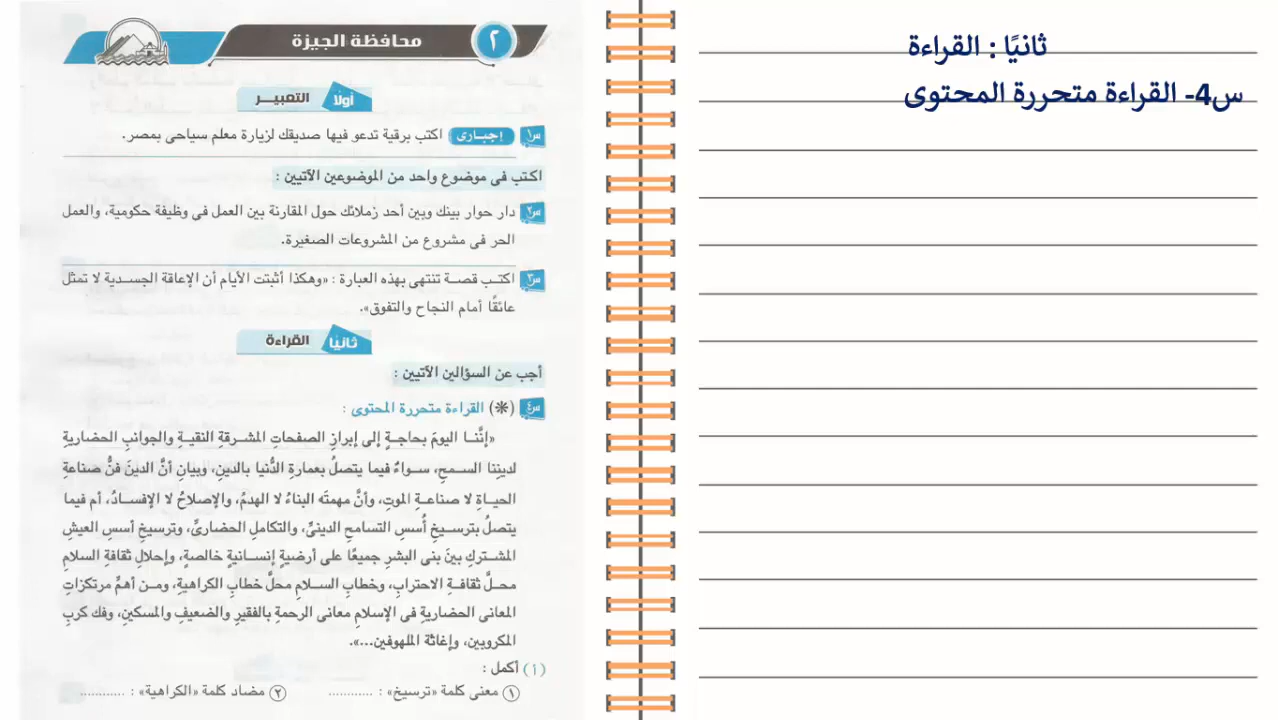 ٢
محافظة الجيزة
أولًا التعبير
س١ إجبارى اكتب برقية تدعو فيها صديقك لزيارة معلم سياحى بمصر.
اكتب فى موضوع واحد من الموضوعين الآتيين :
س٢ دار حوار بينك وبين أحد زملائك حول المقارنة بين العمل فى وظيفة حكومية، والعمل
الحر فى مشروع من المشروعات الصغيرة.
س٣ اكتب قصة تنتهى بهذه العبارة : «وهكذا أثبتت الأيام أن الإعاقة الجسدية لا تمثل
عائقًا أمام النجاح والتفوق».
ثانيًا القراءة
أجب عن السؤالين الآتيين :
س٤ (*) القراءة متحررة المحتوى :
«إنَّنا اليومَ بحاجةٍ إلى إبرازِ الصفحاتِ المشرقةِ النقيةِ والجوانبِ الحضاريةِ
لديننا السمحِ، سواءٌ فيما يتصلُ بعمارةِ الدُّنيا بالدينِ، وبيانِ أنَّ الدينَ فنُّ صناعةِ
الحياةِ لا صناعةِ الموتِ، وأنَّ مهمتَه البناءُ لا الهدمُ، والإصلاحُ لا الإفسادُ، أم فيما
يتصلُ بترسيخِ أُسسِ التسامحِ الدينىِّ، والتكاملِ الحضارىِّ، وترسيخِ أسسِ العيشِ
المشتركِ بينَ بنى البشرِ جميعًا على أرضيةٍ إنسانيةٍ خالصةٍ، وإحلالِ ثقافةِ السلامِ
محلَّ ثقافةِ الاحترابِ، وخطابِ السلامِ محلَّ خطابِ الكراهيةِ، ومن أهمِّ مرتكزاتِ
المعانى الحضاريةِ فى الإسلامِ معانى الرحمةِ بالفقيرِ والضعيفِ والمسكينِ، وفك كربِ
المكروبين، وإغاثة الملهوفين...».
(١) أكمل :
١ معنى كلمة «ترسيخ» : ............ ٢ مضاد كلمة «الكراهية» : ............
ثانيًا : القراءة
س4- القراءة متحررة المحتوى